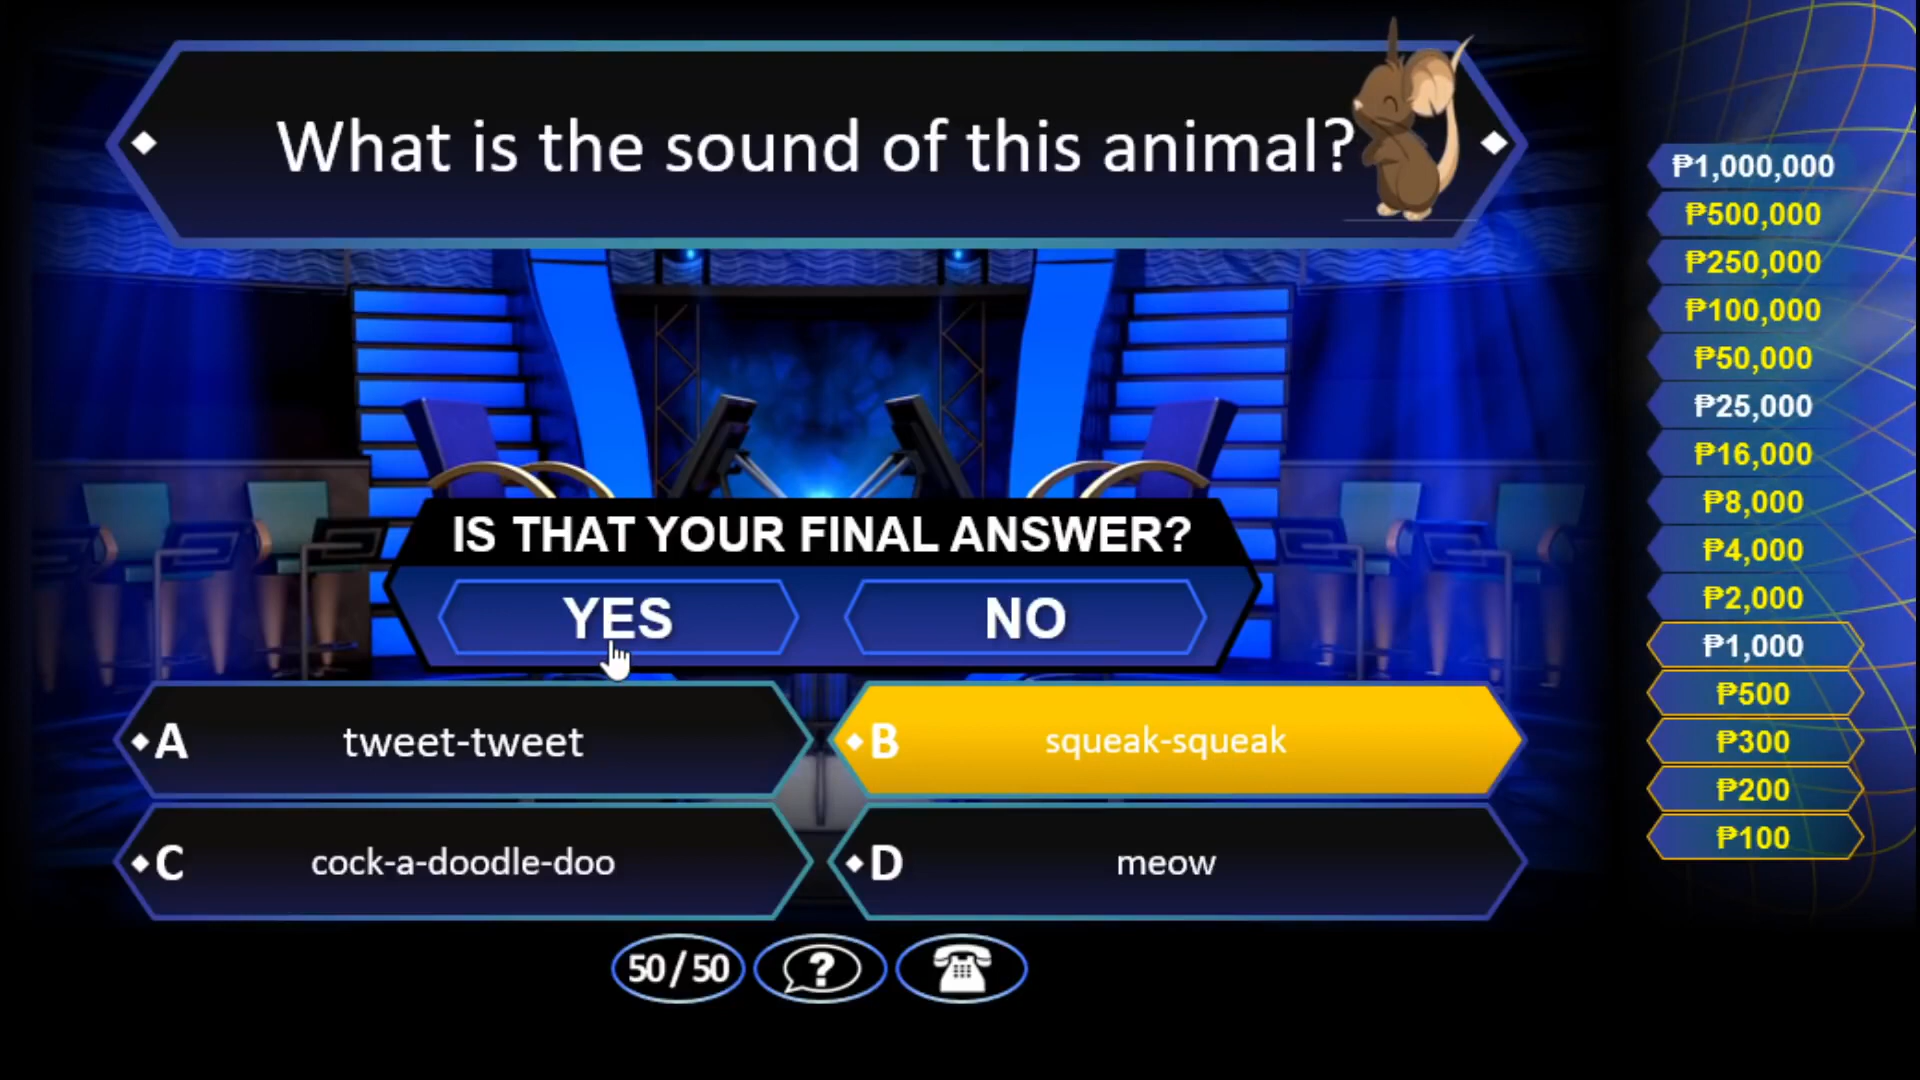 What is the sound of this animal?
IS THAT YOUR FINAL ANSWER?
YES
NO
A tweet-tweet
B squeak-squeak
C cock-a-doodle-doo
D meow
50/50
?
₱1,000,000
₱500,000
₱250,000
₱100,000
₱50,000
₱25,000
₱16,000
₱8,000
₱4,000
₱2,000
₱1,000
₱500
₱300
₱200
₱100